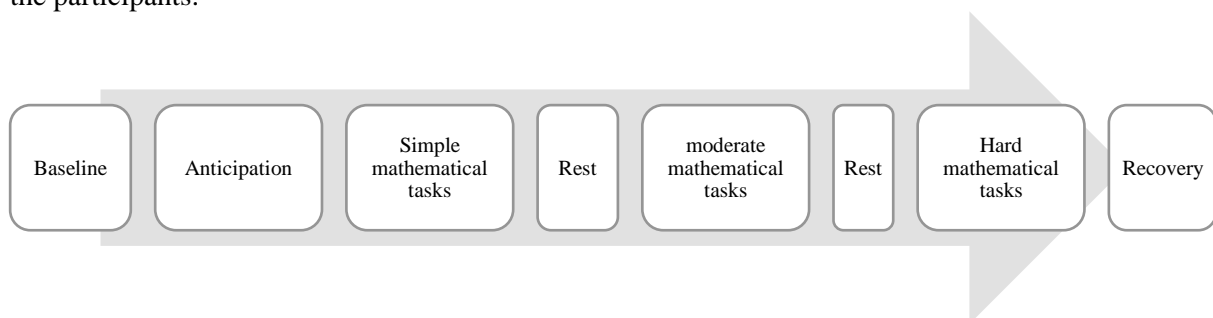 the participants.
Baseline
Anticipation
Simple
mathematical
tasks
Rest
moderate
mathematical
tasks
Rest
Hard
mathematical
tasks
Recovery